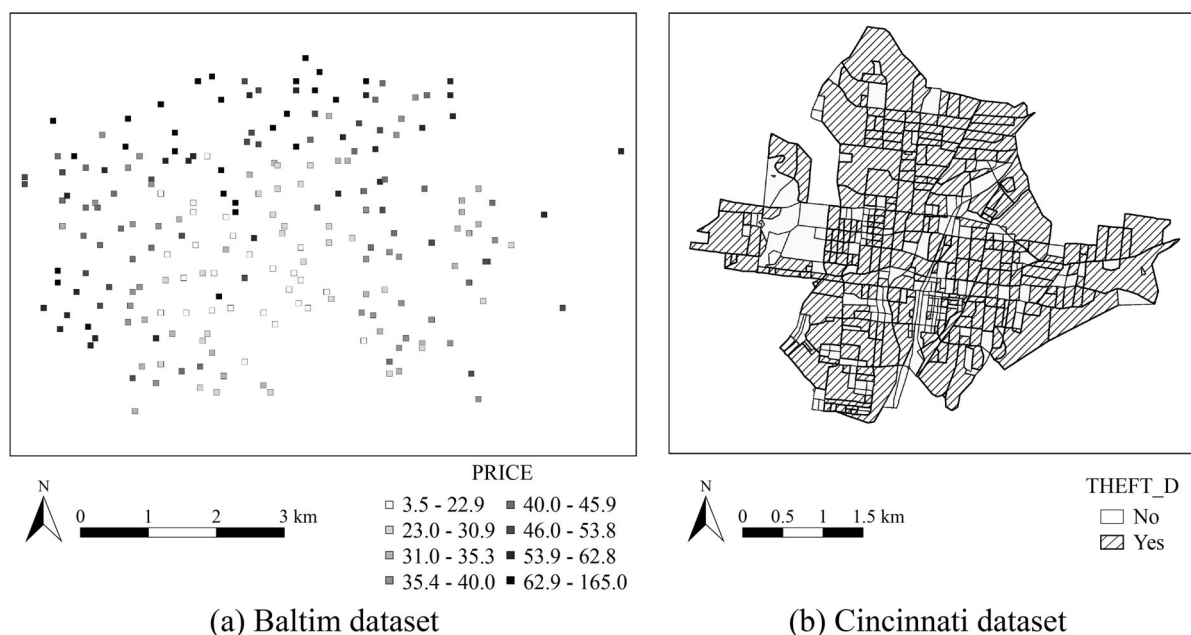 PRICE
N
0 1 2 3 km
3.5 - 22.9
23.0 - 30.9
31.0 - 35.3
35.4 - 40.0
40.0 - 45.9
46.0 - 53.8
53.9 - 62.8
62.9 - 165.0
(a) Baltim dataset
THEFT_D
N
0 0.5 1 1.5 km
No
Yes
(b) Cincinnati dataset